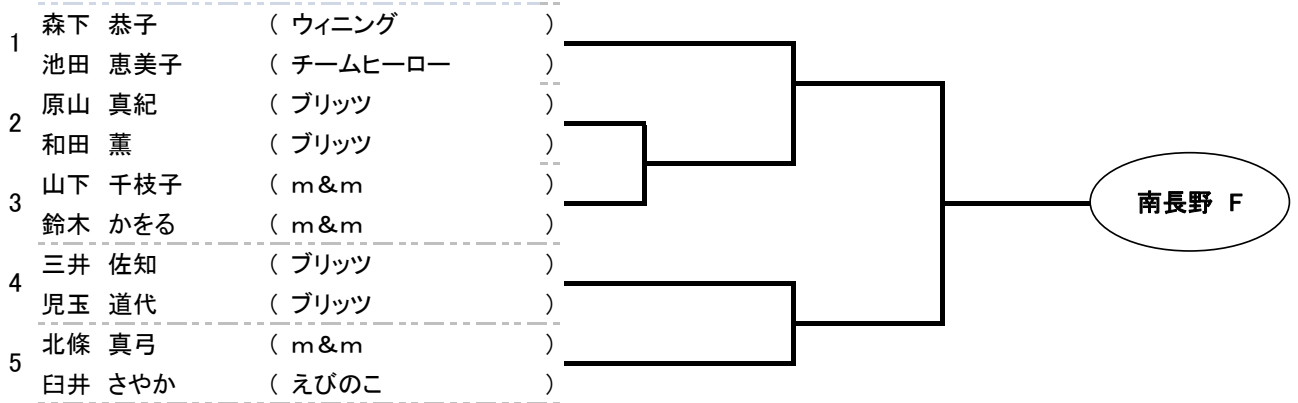 1
森下 恭子 ( ウィニング )
池田 恵美子 ( チームヒーロー )
2
原山 真紀 ( ブリッツ )
和田 薫 ( ブリッツ )
3
山下 千枝子 ( m&m )
鈴木 かをる ( m&m )
4
三井 佐知 ( ブリッツ )
児玉 道代 ( ブリッツ )
5
北條 真弓 ( m&m )
臼井 さやか ( えびのこ )
南長野 F